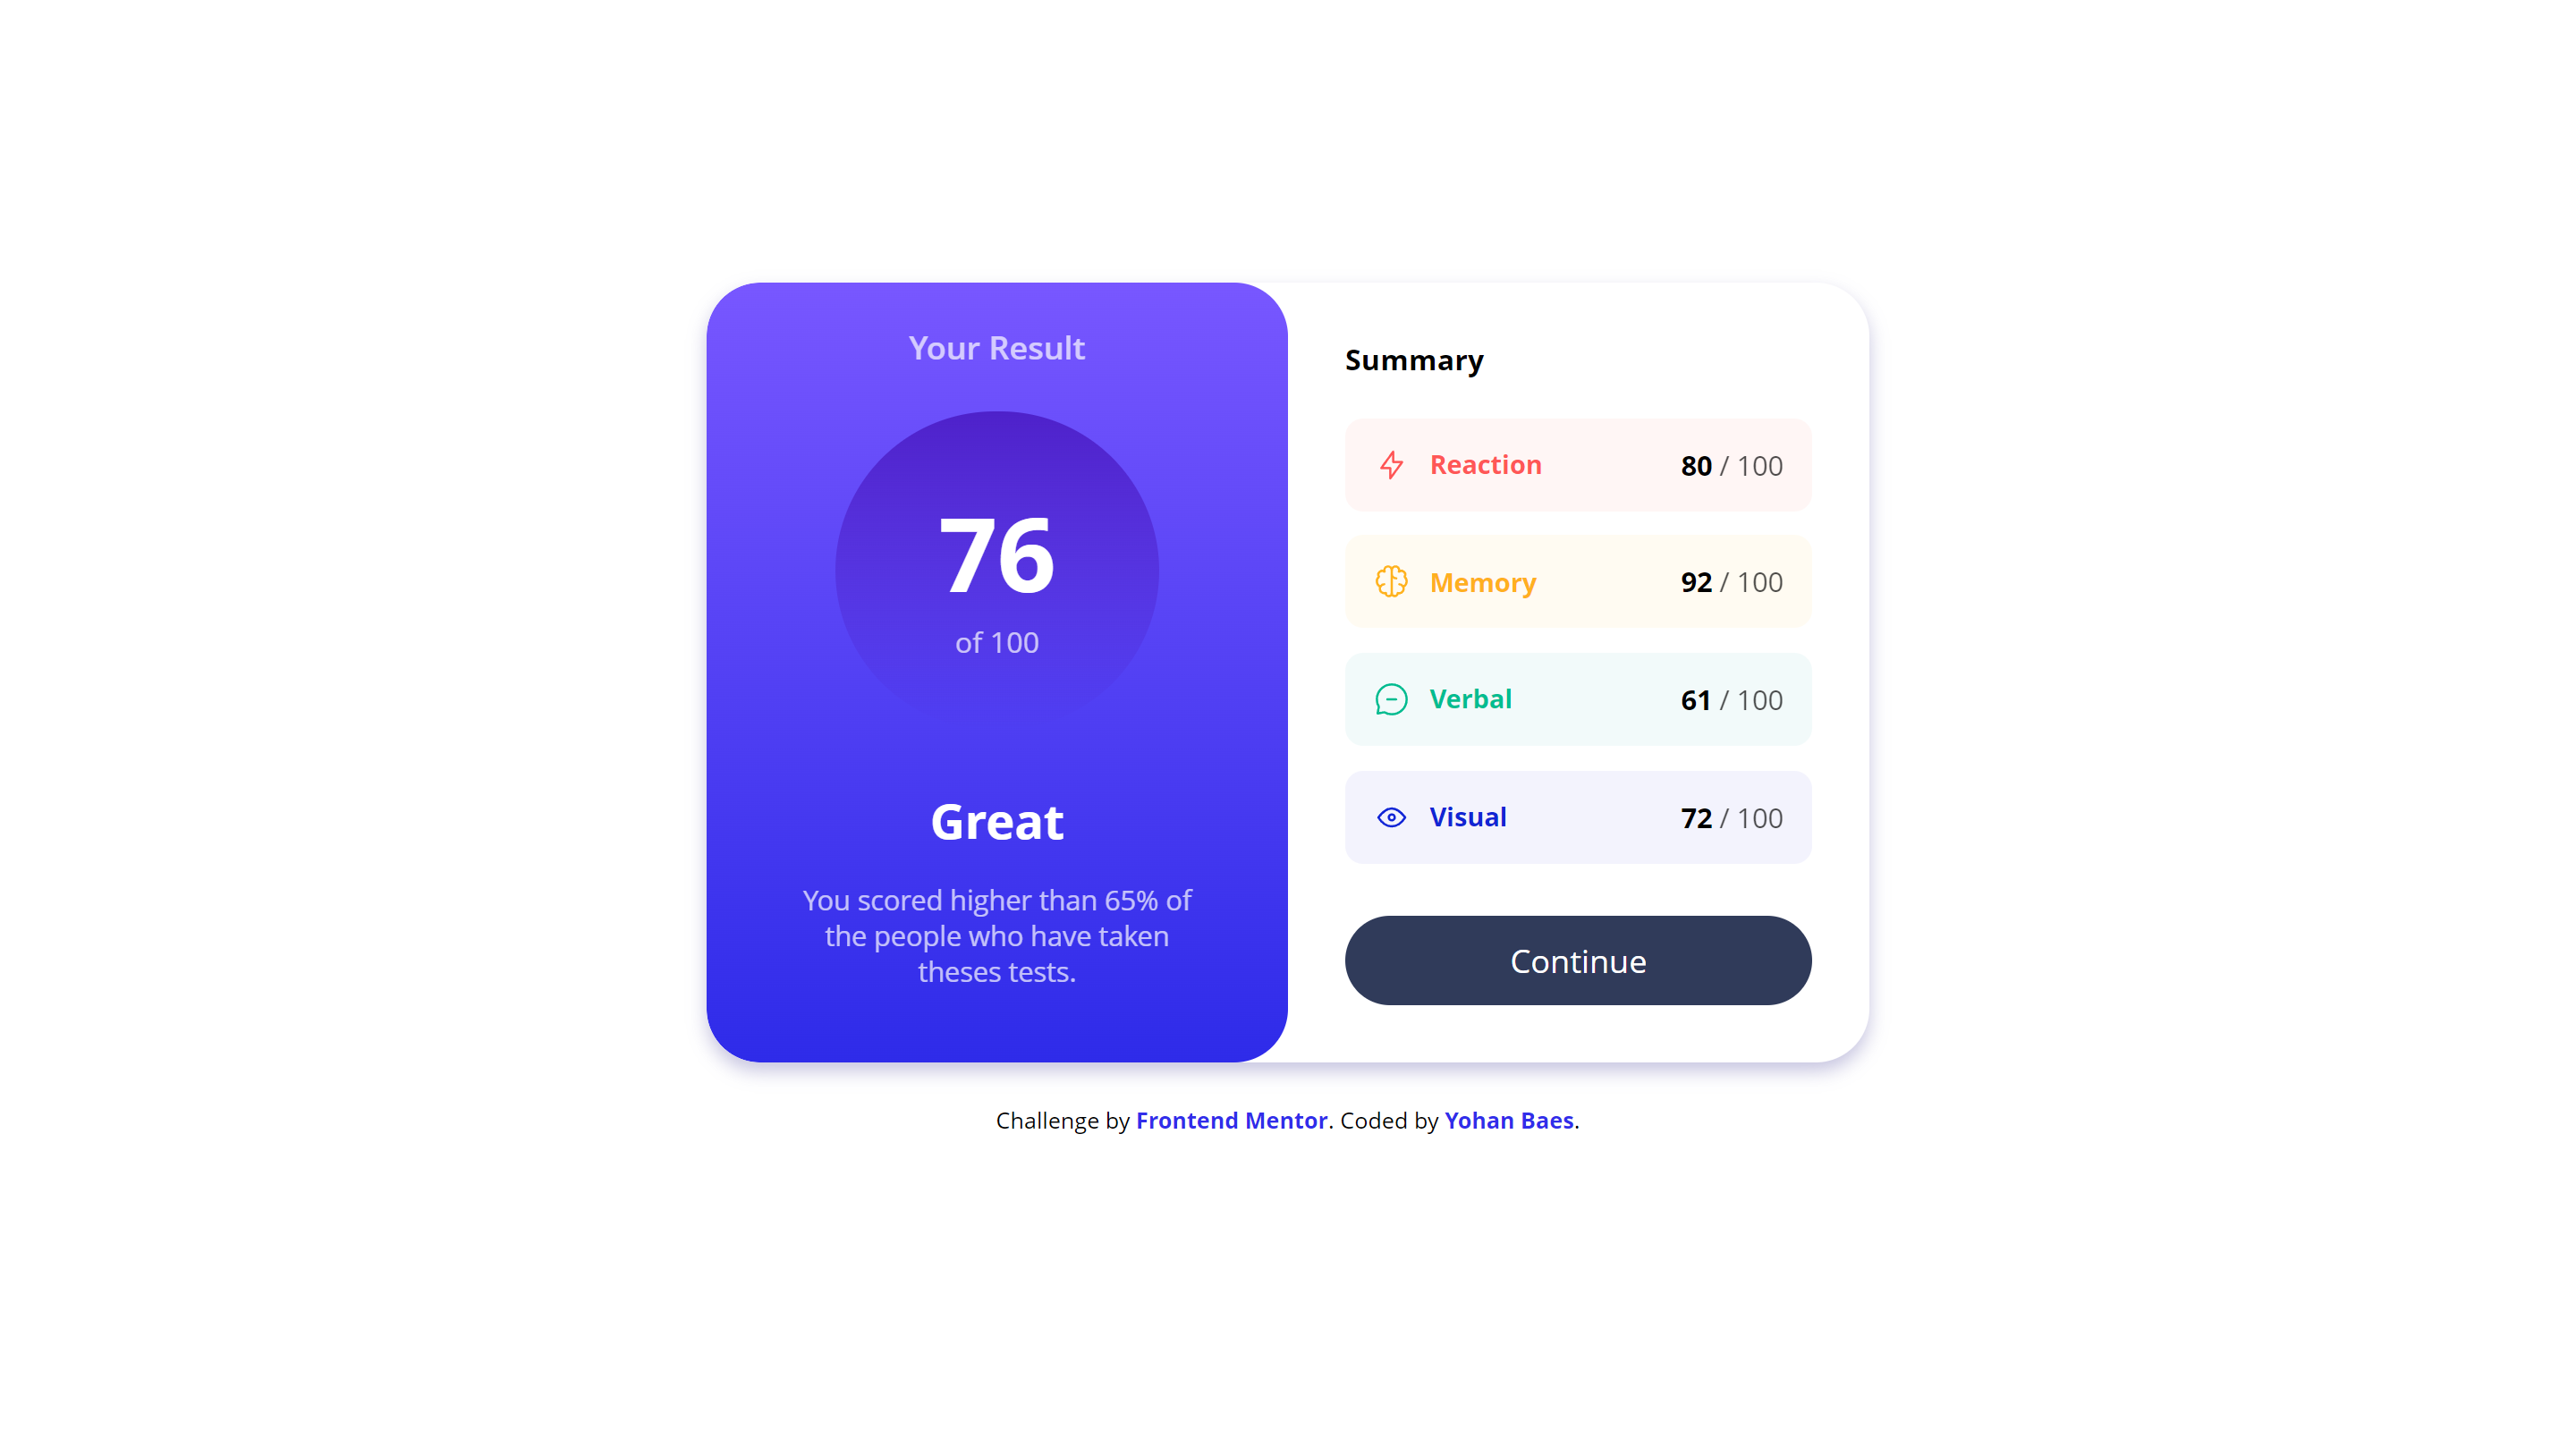 Your Result
76
of 100
Great
You scored higher than 65% of
the people who have taken
theses tests.
Summary
Reaction 80 / 100
Memory 92 / 100
Verbal 61 / 100
Visual 72 / 100
Continue
Challenge by Frontend Mentor. Coded by Yohan Baes.